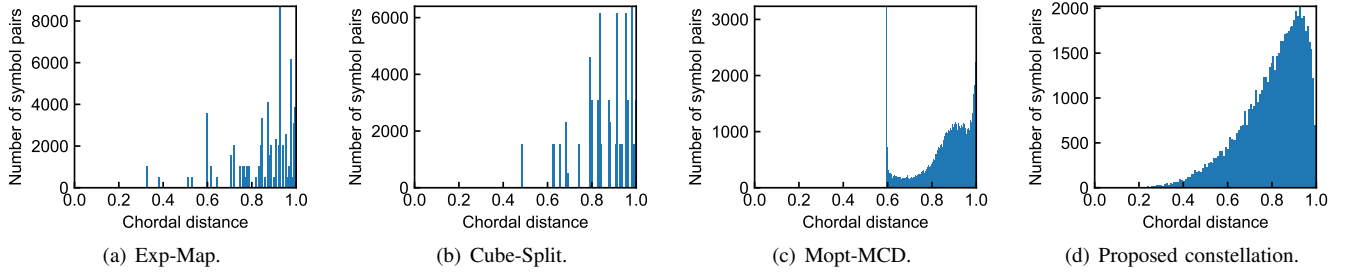 Number of symbol pairs
8000
6000
4000
2000
0
0.0 0.2 0.4 0.6 0.8 1.0
Chordal distance
(a) Exp-Map.
Number of symbol pairs
6000
4000
2000
0
0.0 0.2 0.4 0.6 0.8 1.0
Chordal distance
(b) Cube-Split.
Number of symbol pairs
3000
2000
1000
0
0.0 0.2 0.4 0.6 0.8 1.0
Chordal distance
(c) Mopt-MCD.
Number of symbol pairs
2000
1500
1000
500
0
0.0 0.2 0.4 0.6 0.8 1.0
Chordal distance
(d) Proposed constellation.